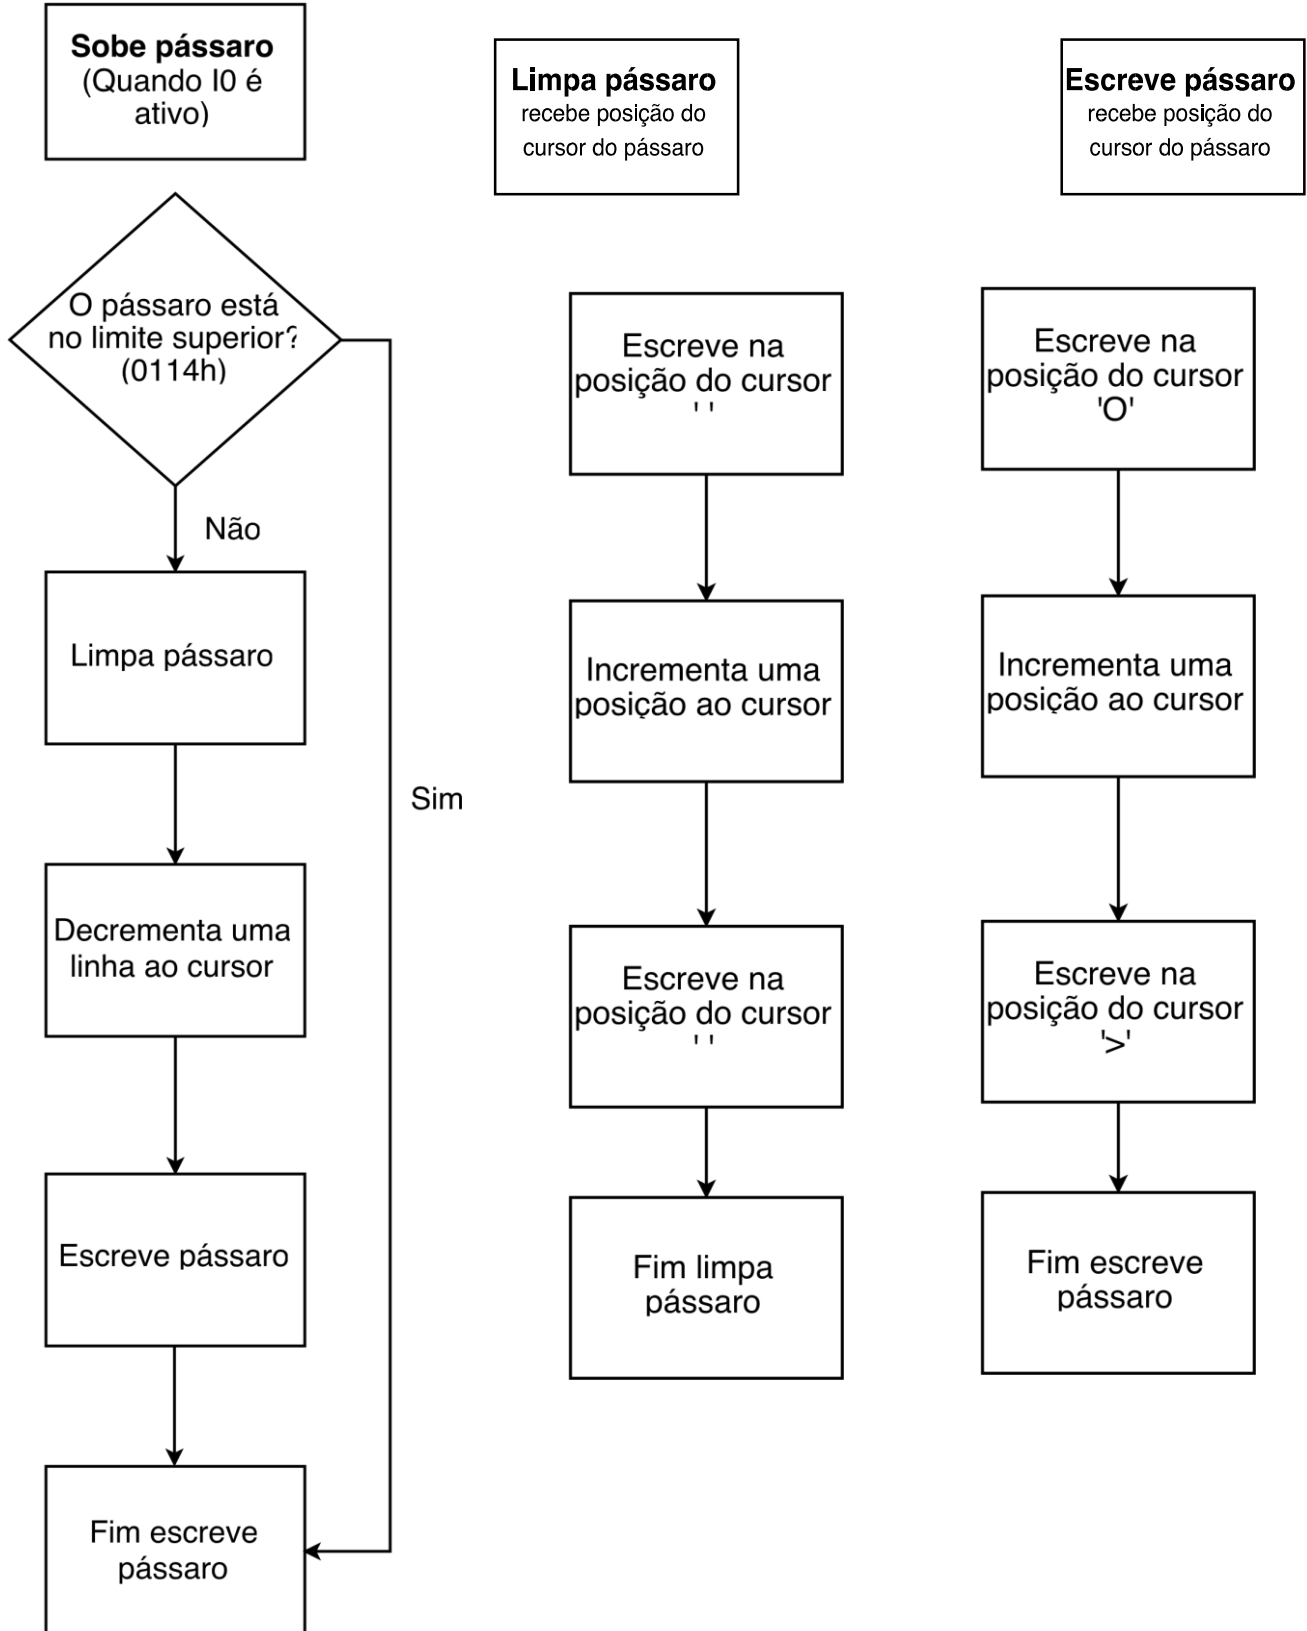 Sobe pássaro
(Quando I0 é
ativo)
O pássaro está
no limite superior?
(0114h)
Não
Sim
Limpa pássaro
Decrementa uma
linha ao cursor
Escreve pássaro
Fim escreve
pássaro
Limpa pássaro
recebe posição do
cursor do pássaro
Escreve na
posição do cursor
' '
Incrementa uma
posição ao cursor
Escreve na
posição do cursor
' '
Fim limpa
pássaro
Escreve pássaro
recebe posição do
cursor do pássaro
Escreve na
posição do cursor
'O'
Incrementa uma
posição ao cursor
Escreve na
posição do cursor
'>'
Fim escreve
pássaro